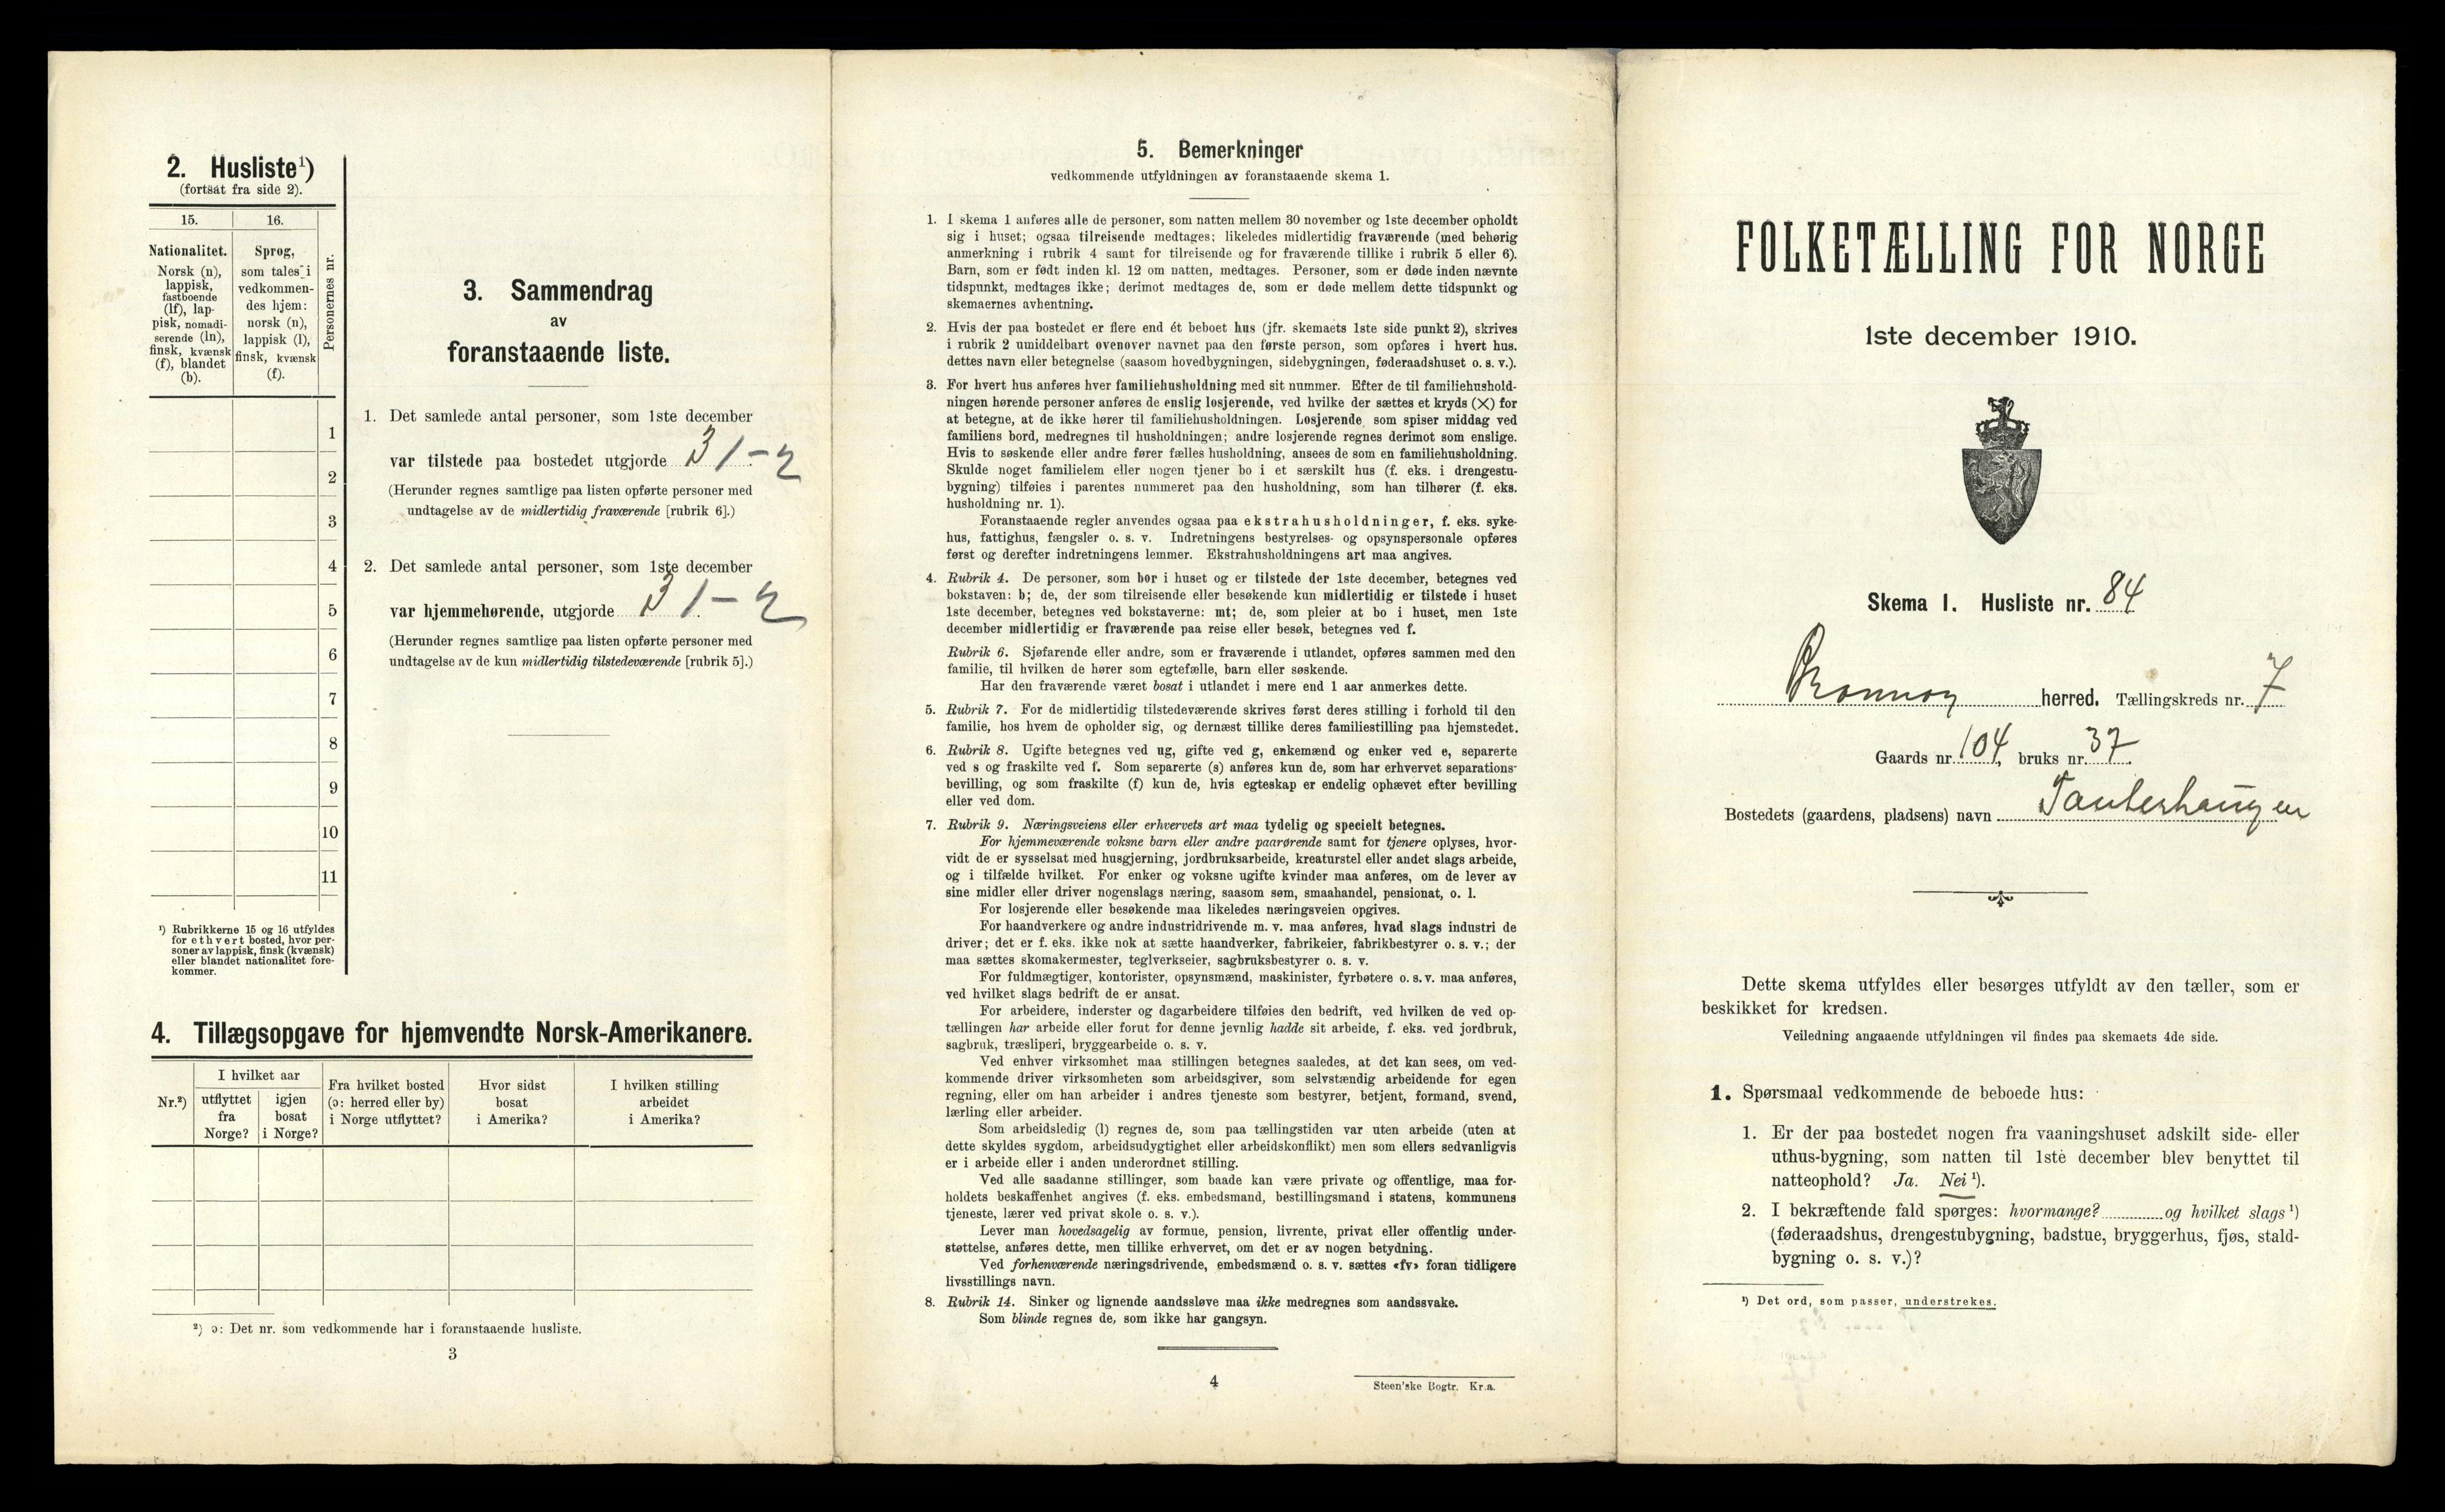 2. Husliste¹)
(fortsat fra side 2).
15.
16.
Personernes nr.
Nationalitet.
Norsk (n),
lappisk,
fastboende
(lf), lap-
pisk, nomadi-
serende (ln),
finsk, kvænsk
(f), blandet
(b).
Sprog,
som tales i
vedkommen-
des hjem:
norsk (n),
lappisk (l),
finsk, kvænsk
(f).
1
2
3
4
5
6
7
8
9
10
11
¹) Rubrikkerne 15 og 16 utfyldes
for ethvert bosted, hvor per-
soner av lappisk, finsk (kvænsk)
eller blandet nationalitet fore-
kommer.
3. Sammendrag
av
foranstaaende liste.
1. Det samlede antal personer, som 1ste december
var tilstede paa bostedet utgjorde 3 1-2
(Herunder regnes samtlige paa listen opførte personer med
undtagelse av de midlertidig fraværende [rubrik 6].)
2. Det samlede antal personer, som 1ste december
var hjemmehørende, utgjorde 3 1-2
(Herunder regnes samtlige paa listen opførte personer med
undtagelse av de kun midlertidig tilstedeværende [rubrik 5].)
4. Tillægsopgave for hjemvendte Norsk-Amerikanere.
Nr.²)
I hvilket aar
utflyttet
fra
Norge?
igjen
bosat
i Norge?
Fra hvilket bosted
(ɔ: herred eller by)
i Norge utflyttet?
Hvor sidst
bosat
i Amerika?
I hvilken stilling
arbeidet
i Amerika?
²) ɔ: Det nr. som vedkommende har i foranstaaende husliste.
3
5. Bemerkninger
vedkommende utfyldningen av foranstaaende skema 1.
1. I skema 1 anføres alle de personer, som natten mellem 30 november og 1ste december opholdt
sig i huset; ogsaa tilreisende medtages; likeledes midlertidig fraværende (med behørig
anmerkning i rubrik 4 samt for tilreisende og for fraværende tillike i rubrik 5 eller 6).
Barn, som er født inden kl. 12 om natten, medtages. Personer, som er døde inden nævnte
tidspunkt, medtages ikke; derimot medtages de, som er døde mellem dette tidspunkt og
skemaernes avhentning.
2. Hvis der paa bostedet er flere end ét beboet hus (jfr. skemaets 1ste side punkt 2), skrives
i rubrik 2 umiddelbart ovenover navnet paa den første person, som opføres i hvert hus.
dettes navn eller betegnelse (saasom hovedbygningen, sidebygningen, føderaadshuset o. s. v.).
3. For hvert hus anføres hver familiehusholdning med sit nummer. Efter de til familiehushold-
ningen hørende personer anføres de enslig losjerende, ved hvilke der sættes et kryds (×) for
at betegne, at de ikke hører til familiehusholdningen. Losjerende som spiser middag ved
familiens bord, medregnes til husholdningen; andre losjerende regnes derimot som enslige.
Hvis to søskende eller andre fører fælles husholdning, ansees de som en familiehusholdning.
Skulde noget familielem eller nogen tjener bo i et særskilt hus (f. eks. i drengestu-
bygning) tilføies i parentes nummeret paa den husholdning, som han tilhører (f. eks.
husholdning nr. 1).
Foranstaaende regler anvendes ogsaa paa ekstrahusholdninger, f. eks. syke-
hus, fattighus, fængsler o. s. v. Indretningens bestyrelses- og opsynspersonale opføres
først og derefter indretningens lemmer. Ekstrahusholdningens art maa angives.
4. Rubrik 4. De personer, som bor i huset og er tilstede der 1ste december, betegnes ved
bokstaven: b; de, der som tilreisende eller besøkende kun midlertidig er tilstede i huset
1ste december, betegnes ved bokstaverne: mt; de, som pleier at bo i huset, men 1ste
december midlertidig er fraværende paa reise eller besøk, betegnes ved f.
Rubrik 6. Sjøfarende eller andre, som er fraværende i utlandet, opføres sammen med den
familie, til hvilken de hører som egtefælle, barn eller søskende.
Har den fraværende været bosat i utlandet i mere end 1 aar anmerkes dette.
5. Rubrik 7. For de midlertidig tilstedeværende skrives først deres stilling i forhold til den
familie, hos hvem de opholder sig, og dernæst tillike deres familiestilling paa hjemstedet.
6. Rubrik 8. Ugifte betegnes ved ug, gifte ved g, enkemænd og enker ved e, separerte
ved s og fraskilte ved f. Som separerte (s) anføres kun de, som har erhvervet separations-
bevilling, og som fraskilte (f) kun de, hvis egteskap er endelig ophævet efter bevilling
eller ved dom.
7. Rubrik 9. Næringsveiens eller erhvervets art maa tydelig og specielt betegnes.
For hjemmeværende voksne barn eller andre paarørende samt for tjenere oplyses, hvor-
vidt de er sysselsat med husgjerning, jordbruksarbeide, kreaturstel eller andet slags arbeide,
og i tilfælde hvilket. For enker og voksne ugifte kvinder maa anføres, om de lever av
sine midler eller driver nogenslags næring, saasom søm, smaahandel, pensionat, o. l.
For losjerende eller besøkende maa likeledes næringsveien opgives.
For haandverkere og andre industridrivende m. v. maa anføres, hvad slags industri de
driver; det er f. eks. ikke nok at sætte haandverker, fabrikeier, fabrikbestyrer o. s. v.; der
maa sættes skomakermester, teglverkseier, sagbruksbestyrer o. s. v.
For fuldmægtiger, kontorister, opsynsmænd, maskinister, fyrbøtere o. s. v. maa anføres,
ved hvilket slags bedrift de er ansat.
For arbeidere, inderster og dagarbeidere tilføies den bedrift, ved hvilken de ved op-
tællingen har arbeide eller forut for denne jevnlig hadde sit arbeide, f. eks. ved jordbruk,
sagbruk, træsliperi, bryggearbeide o. s. v.
Ved enhver virksomhet maa stillingen betegnes saaledes, at det kan sees, om ved-
kommende driver virksomheten som arbeidsgiver, som selvstændig arbeidende for egen
regning, eller om han arbeider i andres tjeneste som bestyrer, betjent, formand, svend,
lærling eller arbeider.
Som arbeidsledig (l) regnes de, som paa tællingstiden var uten arbeide (uten at
dette skyldes sygdom, arbeidsudygtighet eller arbeidskonflikt) men som ellers sedvanligvis
er i arbeide eller i anden underordnet stilling.
Ved alle saadanne stillinger, som baade kan være private og offentlige, maa for-
holdets beskaffenhet angives (f. eks. embedsmand, bestillingsmand i statens, kommunens
tjeneste, lærer ved privat skole o. s. v.).
Lever man hovedsagelig av formue, pension, livrente, privat eller offentlig under-
støttelse, anføres dette, men tillike erhvervet, om det er av nogen betydning.
Ved forhenværende næringsdrivende, embedsmænd o. s. v. sættes «fv» foran tidligere
livsstillings navn.
8. Rubrik 14. Sinker og lignende aandssløve maa ikke medregnes som aandssvake.
Som blinde regnes de, som ikke har gangsyn.
4
Steen'ske Bogtr. Kr.a.
FOLKETÆLLING FOR NORGE
1ste december 1910.
Skema 1. Husliste nr. 84
Brønnøy herred. Tællingskreds nr. 7
Gaards nr. 104, bruks nr. 37.
Bostedets (gaardens, pladsens) navn Tauterhaugen
Dette skema utfyldes eller besørges utfyldt av den tæller, som er
beskikket for kredsen.
Veiledning angaaende utfyldningen vil findes paa skemaets 4de side.
1. Spørsmaal vedkommende de beboede hus:
1. Er der paa bostedet nogen fra vaaningshuset adskilt side- eller
uthus-bygning, som natten til 1ste december blev benyttet til
natteophold? Ja. Nei ¹).
2. I bekræftende fald spørges: hvormange? og hvilket slags ¹)
(føderaadshus, drengestubygning, badstue, bryggerhus, fjøs, stald-
bygning o. s. v.)?
¹) Det ord, som passer, understrekes.